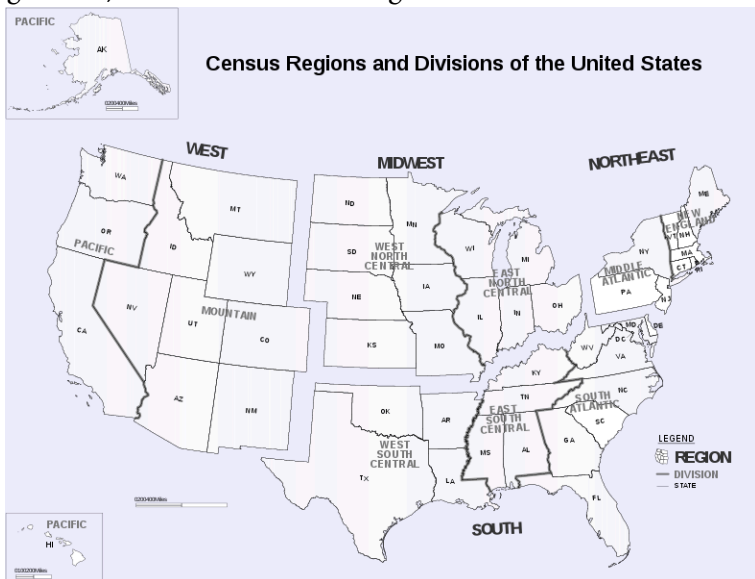 PACIFIC
AK
0200400Miles
Census Regions and Divisions of the United States
WEST
MIDWEST
NORTHEAST
WA
MT
ND
MN
WI
MI
ME
NEW
ENGLAND
VT
NH
OR
ID
PACIFIC
SD
WEST
NORTH
CENTRAL
NY
MA
CT
MIDDLE
ATLANTIC
WY
EAST
NORTH
CENTRAL
PA
NJ
NE
IA
NV
UT
MOUNTAIN
CO
IL
IN
OH
CA
KS
MO
WV
MD
DE
DC
VA
KY
AZ
NM
OK
AR
TN
NC
EAST
SOUTH
CENTRAL
SOUTH
ATLANTIC
SC
WEST
SOUTH
CENTRAL
MS
AL
GA
TX
LA
FL
LEGEND
REGION
DIVISION
STATE
0200400Miles
SOUTH
PACIFIC
HI
0100200Miles